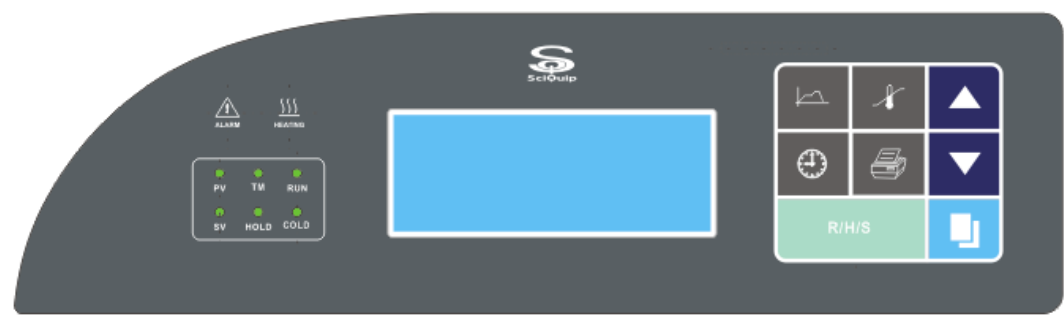 SciQuip
ALARM HEATING
PV TM RUN
SV HOLD COLD
R/H/S